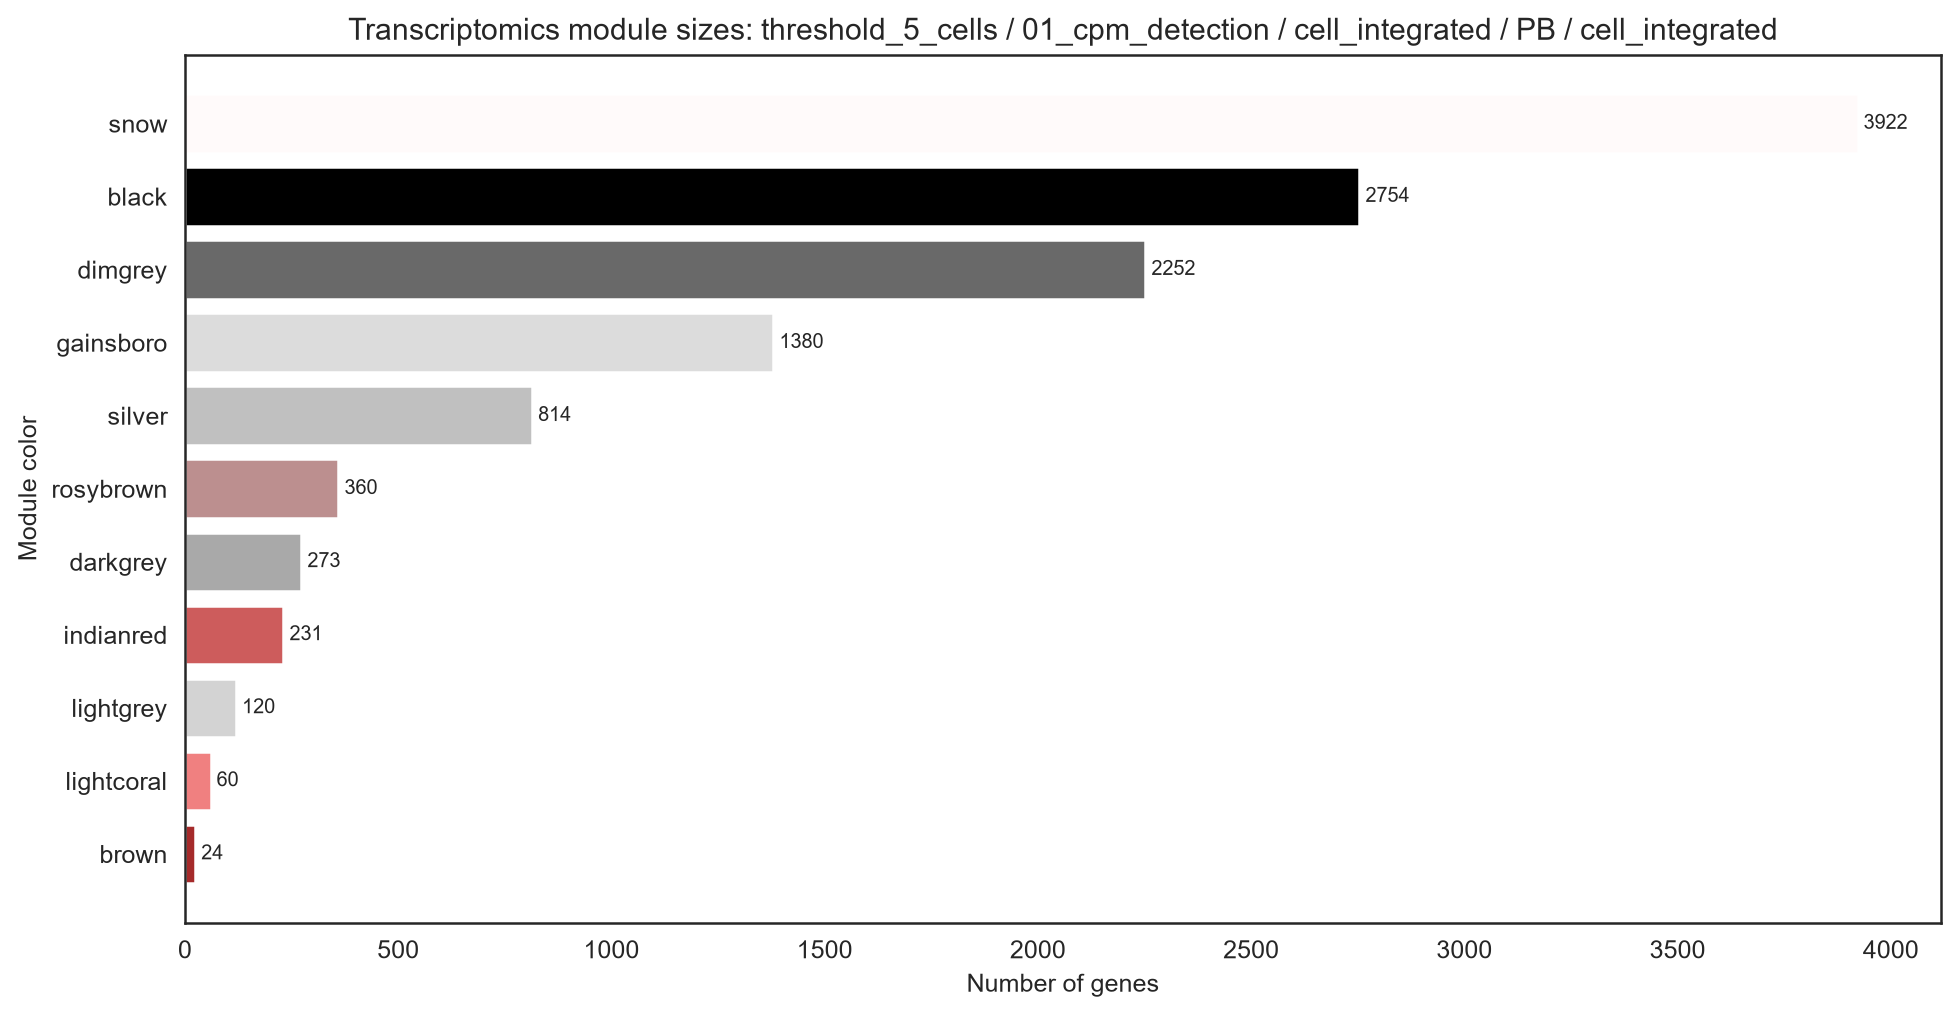 Transcriptomics module sizes: threshold_5_cells / 01_cpm_detection / cell_integrated / PB / cell_integrated
Module color
snow 3922
black 2754
dimgrey 2252
gainsboro 1380
silver 814
rosybrown 360
darkgrey 273
indianred 231
lightgrey 120
lightcoral 60
brown 24
0 500 1000 1500 2000 2500 3000 3500 4000
Number of genes